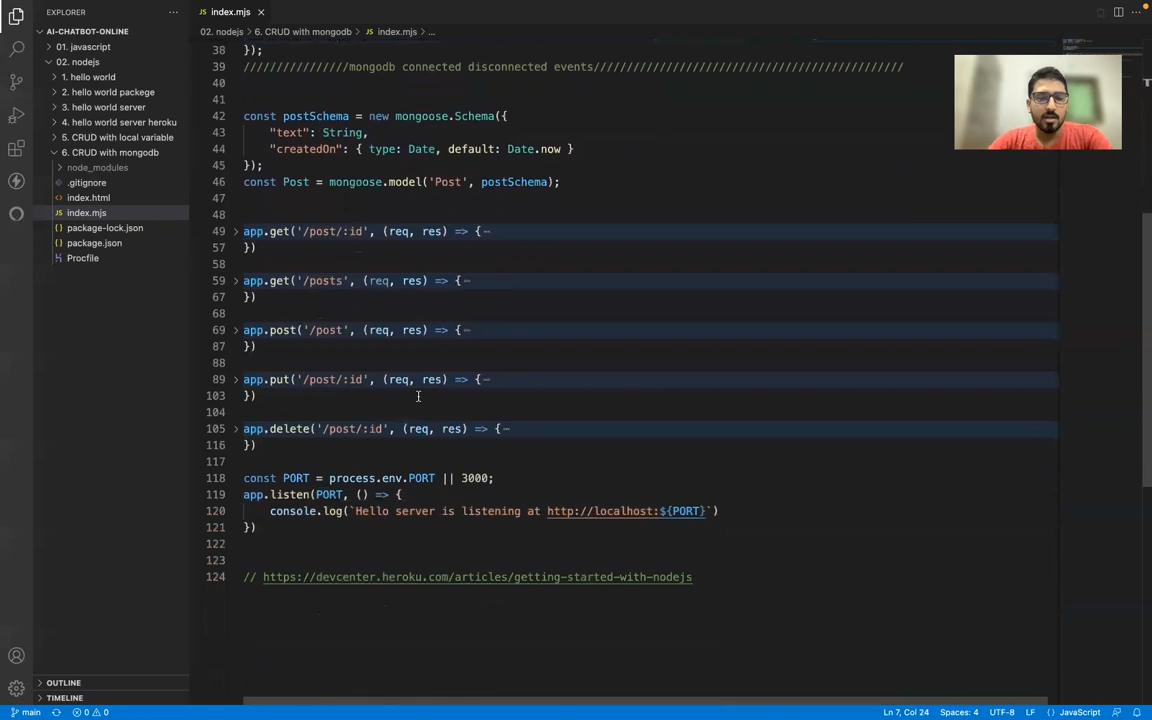 EXPLORER
···
AI-CHATBOT-ONLINE
01. javascript
02. nodejs
1. hello world
2. hello world packege
3. hello world server
4. hello world server heroku
5. CRUD with local variable
6. CRUD with mongodb
node_modules
.gitignore
index.html
JS index.mjs
package-lock.json
package.json
Procfile
OUTLINE
TIMELINE
JS index.mjs
02. nodejs > 6. CRUD with mongodb > JS index.mjs > ...
38 });
39 ////////////////mongodb connected disconnected events///////////////////////////////////////////////
40
41
42 const postSchema = new mongoose.Schema({
43 "text": String,
44 "createdOn": { type: Date, default: Date.now }
45 });
46 const Post = mongoose.model('Post', postSchema);
47
48
49 app.get('/post/:id', (req, res) => {···
57 })
58
59 app.get('/posts', (req, res) => {···
67 })
68
69 app.post('/post', (req, res) => {···
87 })
88
89 app.put('/post/:id', (req, res) => {···
103 })
104
105 app.delete('/post/:id', (req, res) => {···
116 })
117
118 const PORT = process.env.PORT || 3000;
119 app.listen(PORT, () => {
120 console.log(`Hello server is listening at http://localhost:${PORT}`)
121 })
122
123
124 // https://devcenter.heroku.com/articles/getting-started-with-nodejs
main
0 0
Ln 7, Col 24
Spaces: 4
UTF-8
LF
{} JavaScript